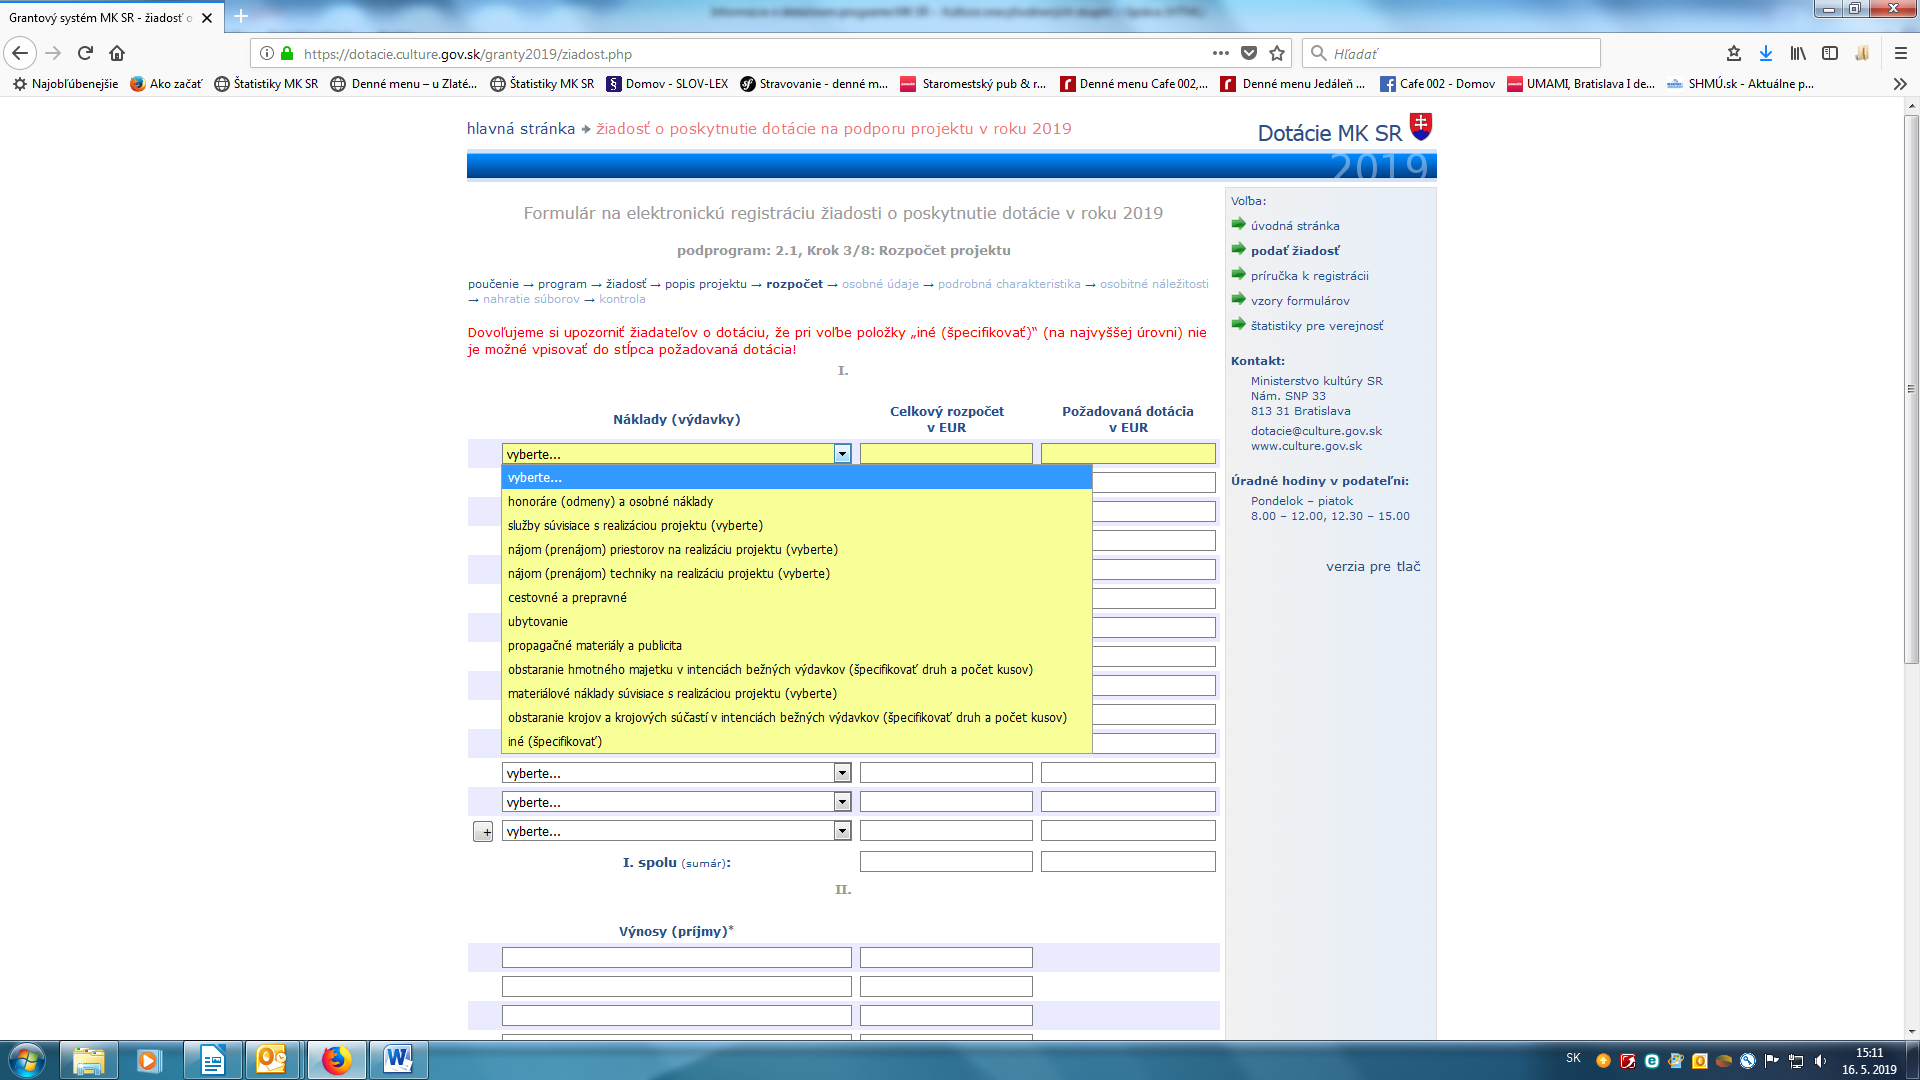 Grantový systém MK SR - žiadosť o
https://dotacie.culture.gov.sk/granty2019/ziadost.php
Hľadať
Najobľúbenejšie Ako začať Štatistiky MK SR Denné menu – u Zlaté... Štatistiky MK SR Domov - SLOV-LEX Stravovanie - denné m... Staromestský pub & r... Denné menu Cafe 002,... Denné menu Jedáleň ... Cafe 002 - Domov UMAMI, Bratislava I de... SHMÚ.sk - Aktuálne p...
hlavná stránka žiadosť o poskytnutie dotácie na podporu projektu v roku 2019
Dotácie MK SR
2019
Formulár na elektronickú registráciu žiadosti o poskytnutie dotácie v roku 2019
podprogram: 2.1, Krok 3/8: Rozpočet projektu
poučenie → program → žiadosť → popis projektu → rozpočet → osobné údaje → podrobná charakteristika → osobitné náležitosti
→ nahratie súborov → kontrola
Dovoľujeme si upozorniť žiadateľov o dotáciu, že pri voľbe položky „iné (špecifikovať)“ (na najvyššej úrovni) nie
je možné vpisovať do stĺpca požadovaná dotácia!
I.
Náklady (výdavky)
Celkový rozpočet
v EUR
Požadovaná dotácia
v EUR
vyberte...
vyberte...
honoráre (odmeny) a osobné náklady
služby súvisiace s realizáciou projektu (vyberte)
nájom (prenájom) priestorov na realizáciu projektu (vyberte)
nájom (prenájom) techniky na realizáciu projektu (vyberte)
cestovné a prepravné
ubytovanie
propagačné materiály a publicita
obstaranie hmotného majetku v intenciách bežných výdavkov (špecifikovať druh a počet kusov)
materiálové náklady súvisiace s realizáciou projektu (vyberte)
obstaranie krojov a krojových súčastí v intenciách bežných výdavkov (špecifikovať druh a počet kusov)
iné (špecifikovať)
vyberte...
vyberte...
+ vyberte...
I. spolu (sumár):
II.
Výnosy (príjmy)*
Voľba:
úvodná stránka
podať žiadosť
príručka k registrácii
vzory formulárov
štatistiky pre verejnosť
Kontakt:
Ministerstvo kultúry SR
Nám. SNP 33
813 31 Bratislava
dotacie@culture.gov.sk
www.culture.gov.sk
Úradné hodiny v podateľni:
Pondelok – piatok
8.00 – 12.00, 12.30 – 15.00
verzia pre tlač
SK
15:11
16. 5. 2019